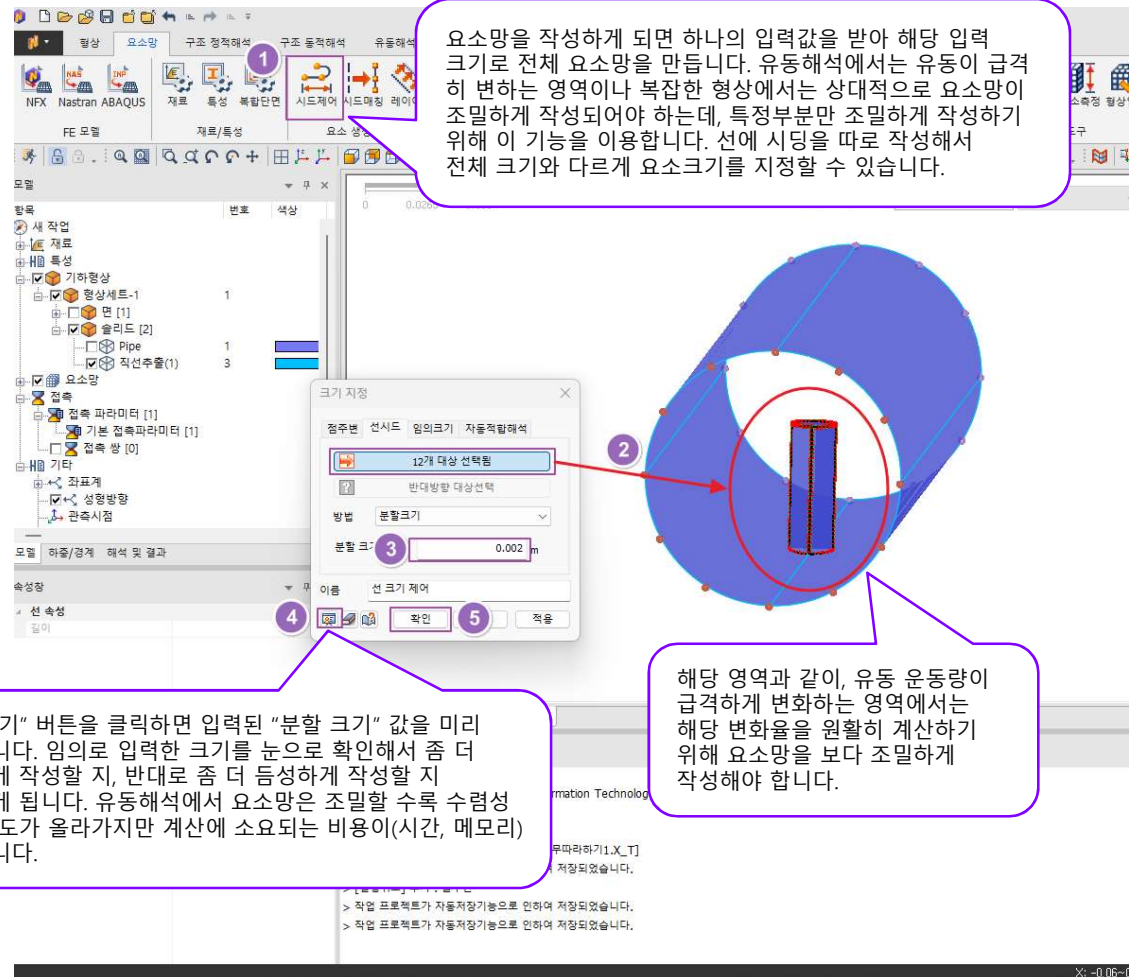 형상 요소망 구조 정적해석 구조 동적해석 유동해석
1
NFX Nastran ABAQUS 재료 특성 복합단면 시드제어 시드매칭
FE 모델 재료/특성
요소망을 작성하게 되면 하나의 입력값을 받아 해당 입력
크기로 전체 요소망을 만듭니다. 유동해석에서는 유동이 급격
히 변하는 영역이나 복잡한 형상에서는 상대적으로 요소망이
조밀하게 작성되어야 하는데, 특정부분만 조밀하게 작성하기
위해 이 기능을 이용합니다. 선에 시딩을 따로 작성해서
전체 크기와 다르게 요소크기를 지정할 수 있습니다.
모델
항목 번호 색상
새 작업
재료
특성
기하형상
형상세트-1 1
면 [1]
솔리드 [2]
Pipe 1
직선추출(1) 3
요소망
접촉
접촉 파라미터 [1]
기본 접촉파라미터 [1]
접촉 쌍 [0]
기타
좌표계
성형방향
관측시점
모델 하중/경계 해석 및 결과
속성창
선 속성
길이
크기 지정
점주변 선시드 임의크기 자동적합해석
12개 대상 선택됨
2
반대방향 대상선택
방법 분할크기
분할 크기 3 0.002 m
이름 선 크기 제어
4 확인 5 적용
해당 영역과 같이, 유동 운동량이
급격하게 변화하는 영역에서는
해당 변화율을 원활히 계산하기
위해 요소망을 보다 조밀하게
작성해야 합니다.
기” 버튼을 클릭하면 입력된 “분할 크기” 값을 미리
니다. 임의로 입력한 크기를 눈으로 확인해서 좀 더
게 작성할 지, 반대로 좀 더 듬성하게 작성할 지
게 됩니다. 유동해석에서 요소망은 조밀할 수록 수렴성
도가 올라가지만 계산에 소요되는 비용이(시간, 메모리)
니다.
rmation Technolog
무따라하기1.X_T]
저장되었습니다.
> 작업 프로젝트가 자동저장기능으로 인하여 저장되었습니다.
> 작업 프로젝트가 자동저장기능으로 인하여 저장되었습니다.